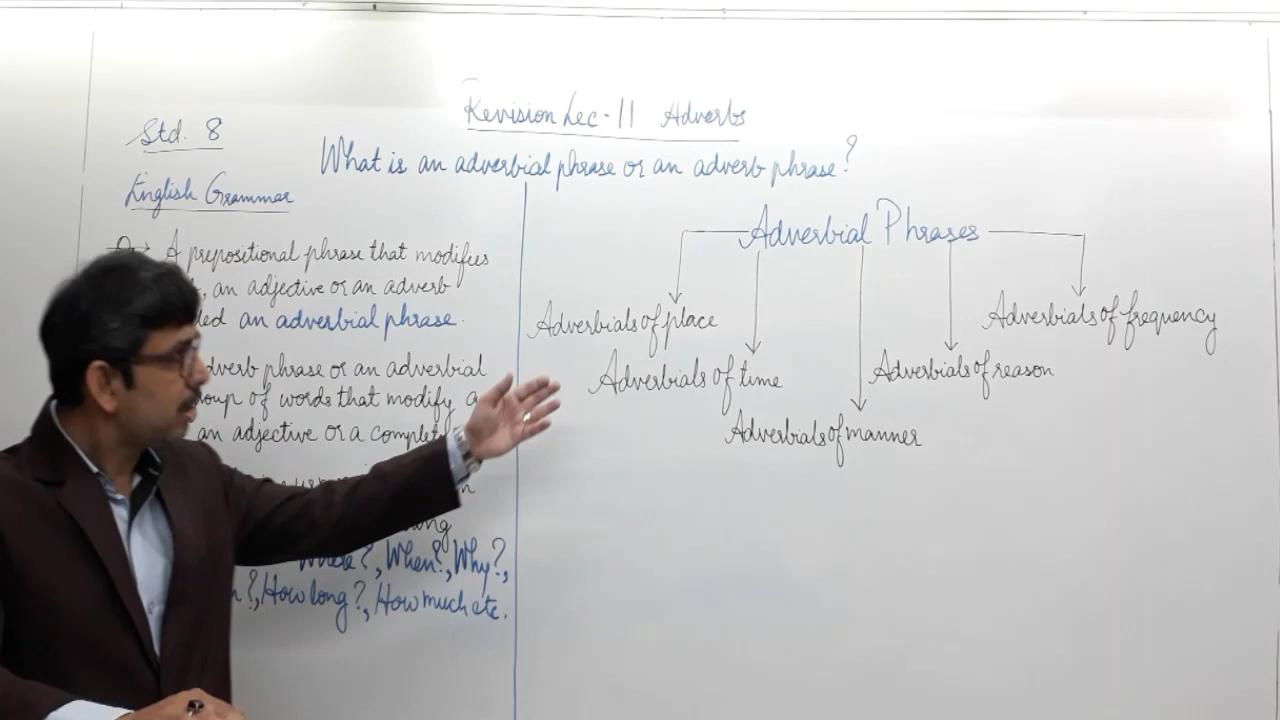 Revision Lec - 11 Adverbs
Std. 8
What is an adverbial phrase or an adverb phrase?
English Grammar
A prepositional phrase that modifies
an adjective or an adverb
an adverbial phrase.
phrase or an adverbial
of words that modify a
an adjective or a complete
When?, Why?,
How long?, How much etc.
Adverbial Phrases
Adverbials of place
Adverbials of time
Adverbials of manner
Adverbials of reason
Adverbials of frequency